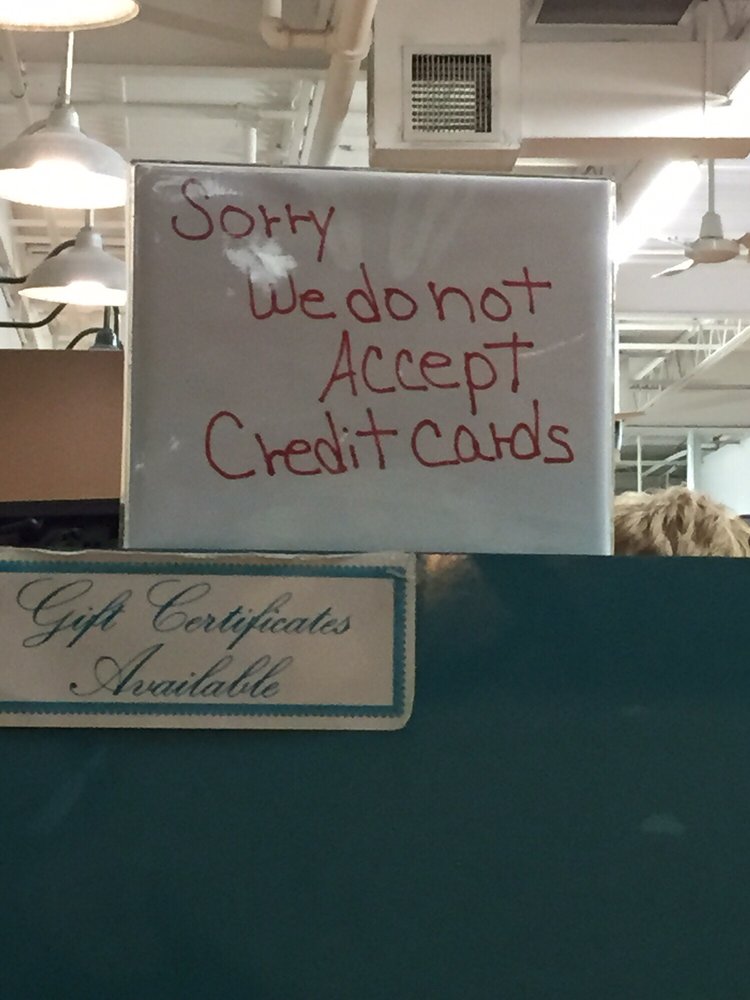 Sorry
We do not
Accept
Credit cards
Gift Certificates
Available